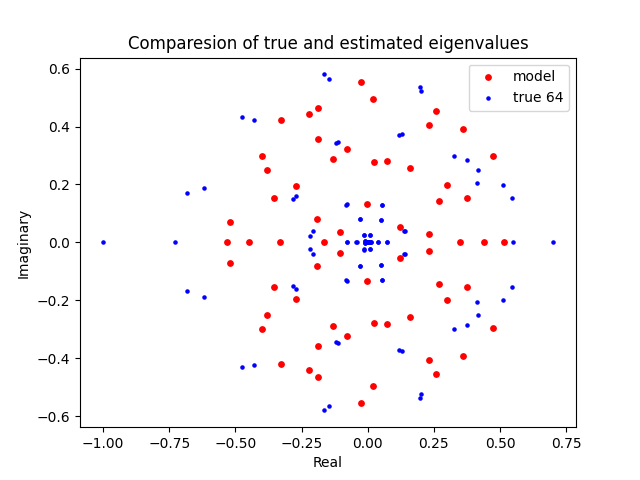 Comparesion of true and estimated eigenvalues
model
true 64
0.6
0.4
0.2
0.0
−0.2
−0.4
−0.6
Imaginary
−1.00 −0.75 −0.50 −0.25 0.00 0.25 0.50 0.75
Real